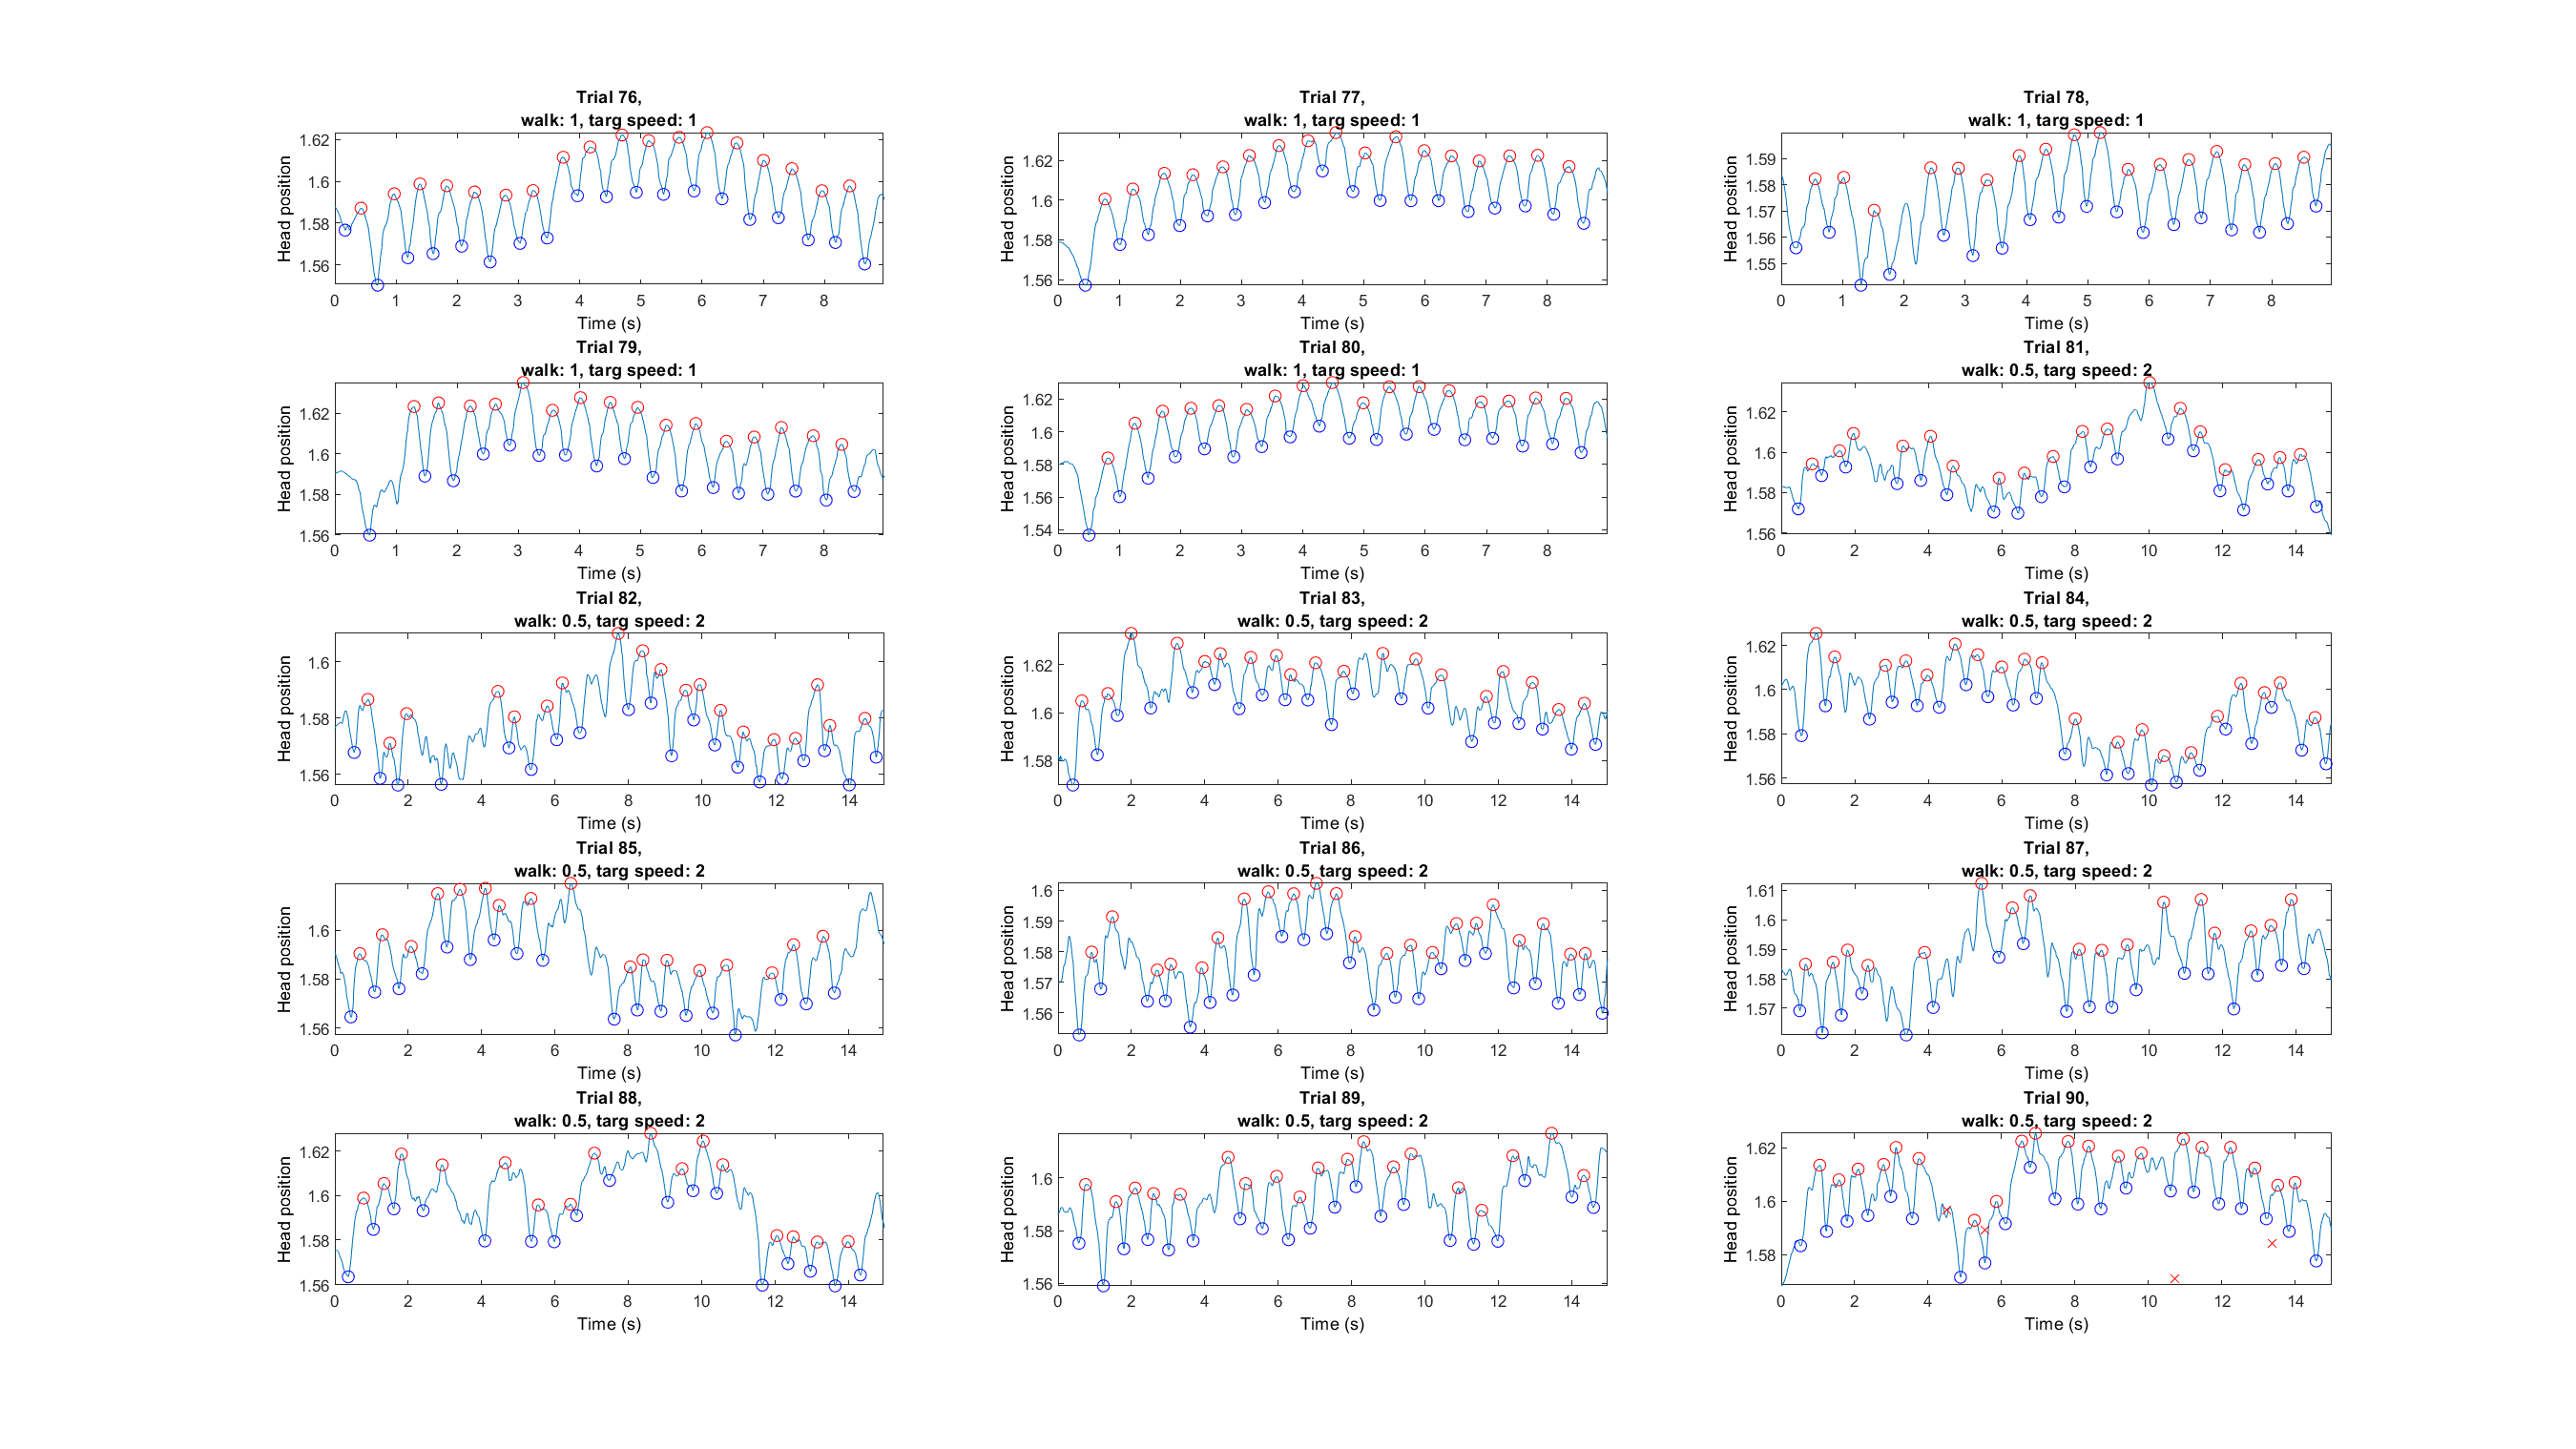 Trial 76,
walk: 1, targ speed: 1
1.62
1.6
1.58
1.56
Head position
0 1 2 3 4 5 6 7 8
Time (s)
Trial 77,
walk: 1, targ speed: 1
1.62
1.6
1.58
1.56
Head position
0 1 2 3 4 5 6 7 8
Time (s)
Trial 78,
walk: 1, targ speed: 1
1.59
1.58
1.57
1.56
1.55
Head position
0 1 2 3 4 5 6 7 8
Time (s)
Trial 79,
walk: 1, targ speed: 1
1.62
1.6
1.58
1.56
Head position
0 1 2 3 4 5 6 7 8
Time (s)
Trial 80,
walk: 1, targ speed: 1
1.62
1.6
1.58
1.56
1.54
Head position
0 1 2 3 4 5 6 7 8
Time (s)
Trial 81,
walk: 0.5, targ speed: 2
1.62
1.6
1.58
1.56
Head position
0 2 4 6 8 10 12 14
Time (s)
Trial 82,
walk: 0.5, targ speed: 2
1.6
1.58
1.56
Head position
0 2 4 6 8 10 12 14
Time (s)
Trial 83,
walk: 0.5, targ speed: 2
1.62
1.6
1.58
Head position
0 2 4 6 8 10 12 14
Time (s)
Trial 84,
walk: 0.5, targ speed: 2
1.62
1.6
1.58
1.56
Head position
0 2 4 6 8 10 12 14
Time (s)
Trial 85,
walk: 0.5, targ speed: 2
1.6
1.58
1.56
Head position
0 2 4 6 8 10 12 14
Time (s)
Trial 86,
walk: 0.5, targ speed: 2
1.6
1.59
1.58
1.57
1.56
Head position
0 2 4 6 8 10 12 14
Time (s)
Trial 87,
walk: 0.5, targ speed: 2
1.61
1.6
1.59
1.58
1.57
Head position
0 2 4 6 8 10 12 14
Time (s)
Trial 88,
walk: 0.5, targ speed: 2
1.62
1.6
1.58
1.56
Head position
0 2 4 6 8 10 12 14
Time (s)
Trial 89,
walk: 0.5, targ speed: 2
1.6
1.58
1.56
Head position
0 2 4 6 8 10 12 14
Time (s)
Trial 90,
walk: 0.5, targ speed: 2
1.62
1.6
1.58
Head position
0 2 4 6 8 10 12 14
Time (s)